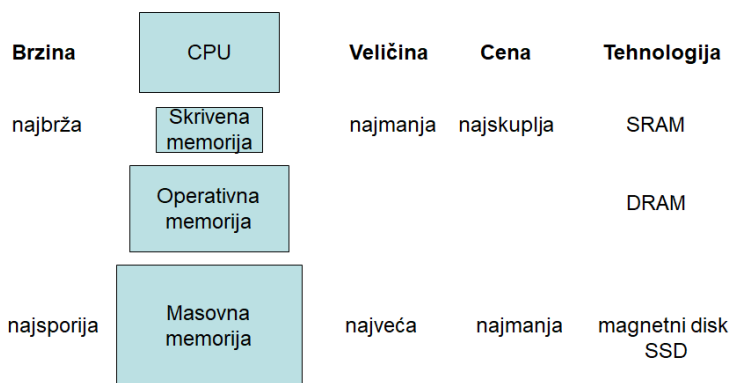 Brzina CPU Veličina Cena Tehnologija
najbrža Skrivena memorija najmanja najskuplja SRAM
Operativna memorija DRAM
najsporija Masovna memorija najveća najmanja magnetni disk SSD